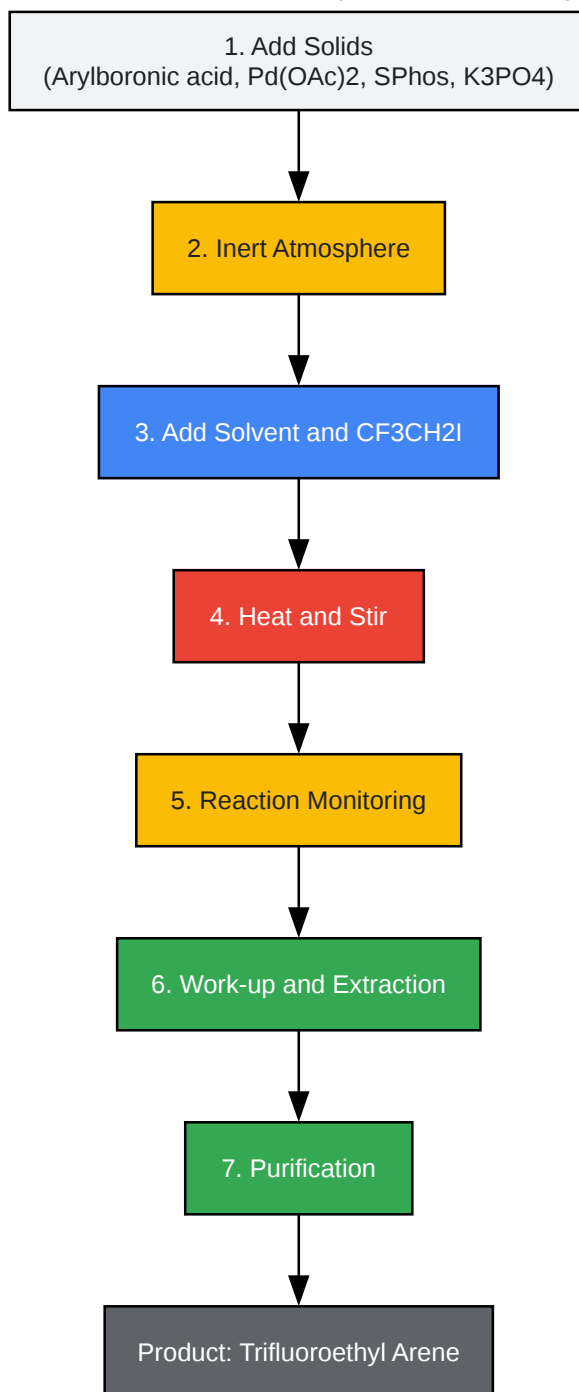 1. Add Solids
(Arylboronic acid, Pd(OAc)2, SPhos, K3PO4)
2. Inert Atmosphere
3. Add Solvent and CF3CH2I
4. Heat and Stir
5. Reaction Monitoring
6. Work-up and Extraction
7. Purification
Product: Trifluoroethyl Arene